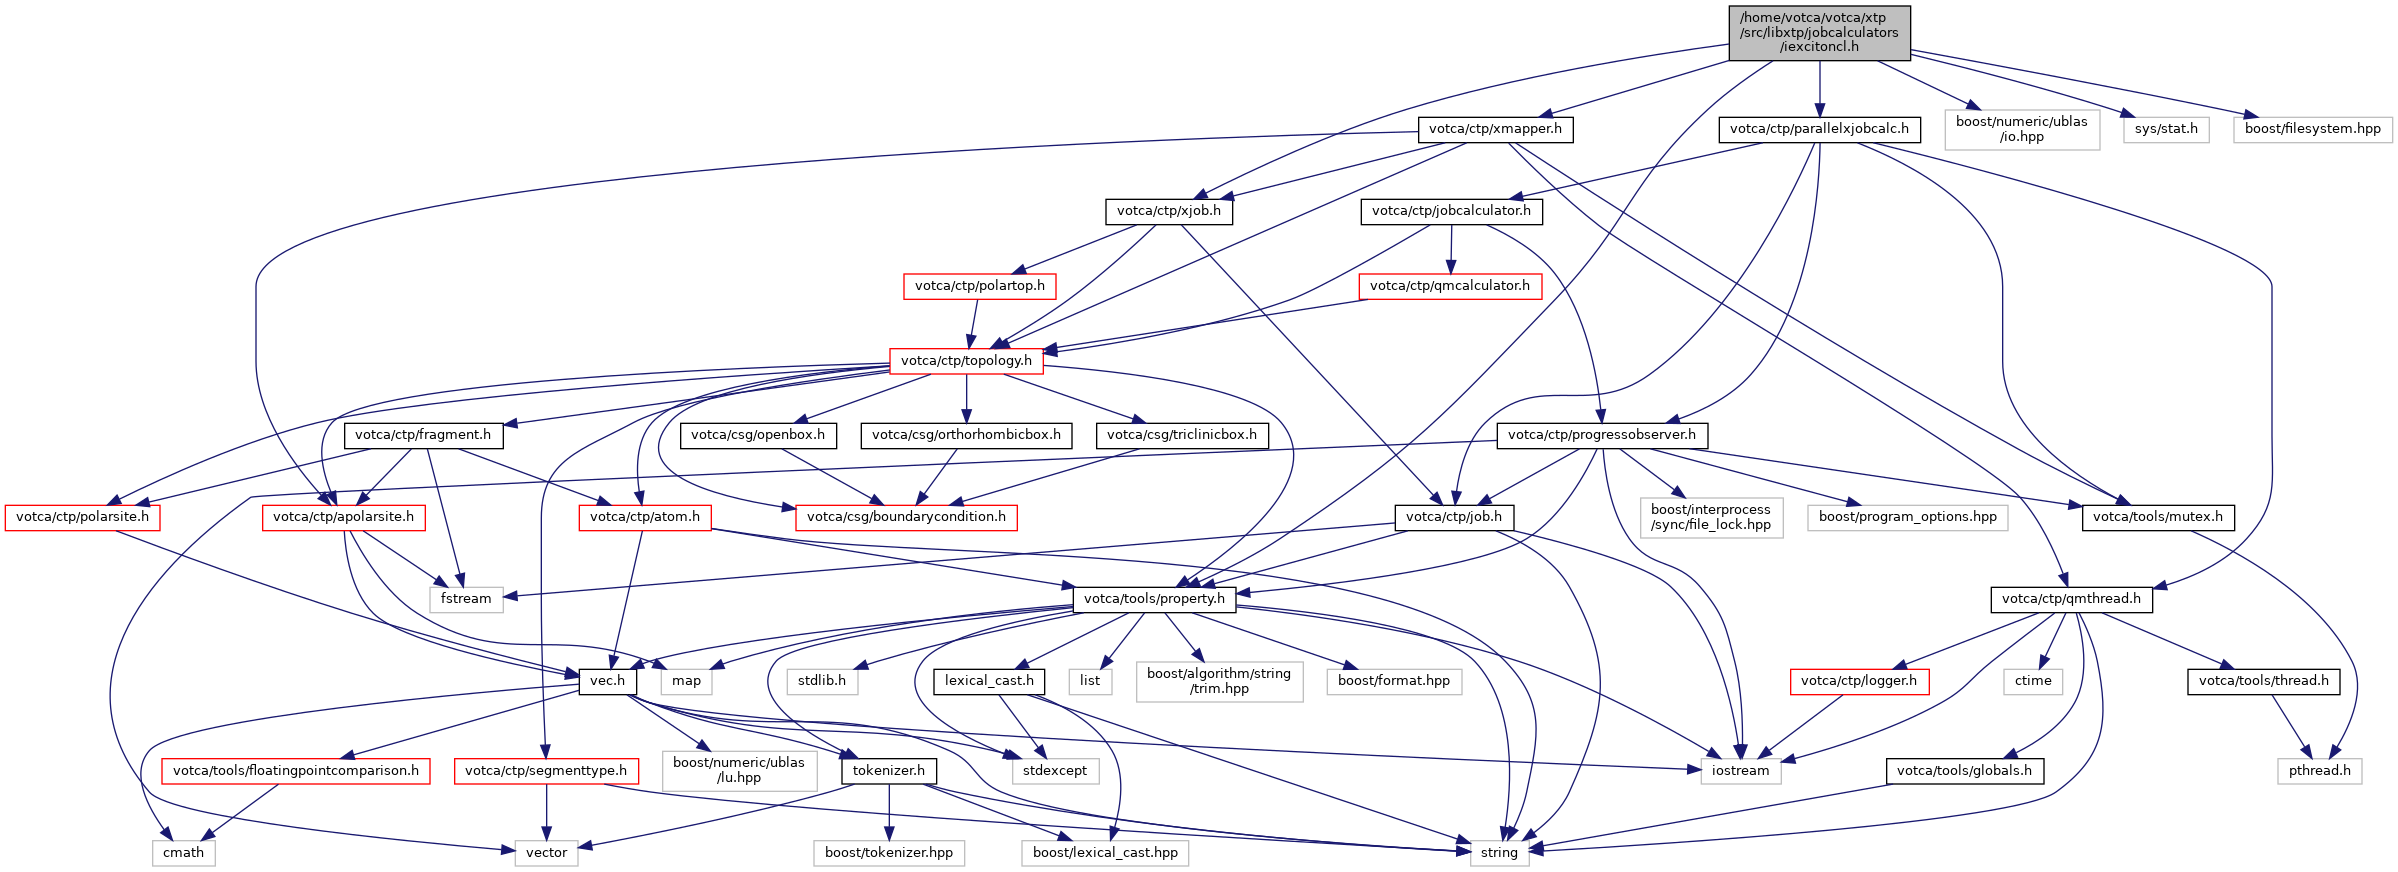 /home/votca/votca/xtp
/src/libxtp/jobcalculators
/iexcitoncl.h
votca/ctp/xmapper.h
votca/ctp/parallelxjobcalc.h
boost/numeric/ublas
/io.hpp
sys/stat.h
boost/filesystem.hpp
votca/ctp/xjob.h
votca/ctp/jobcalculator.h
votca/ctp/polartop.h
votca/ctp/qmcalculator.h
votca/ctp/topology.h
votca/ctp/fragment.h
votca/csg/openbox.h
votca/csg/orthorhombicbox.h
votca/csg/triclinicbox.h
votca/ctp/progressobserver.h
votca/ctp/polarsite.h
votca/ctp/apolarsite.h
votca/ctp/atom.h
votca/csg/boundarycondition.h
votca/ctp/job.h
boost/interprocess
/sync/file_lock.hpp
boost/program_options.hpp
votca/tools/mutex.h
fstream
votca/tools/property.h
votca/ctp/qmthread.h
vec.h
map
stdlib.h
lexical_cast.h
list
boost/algorithm/string
/trim.hpp
boost/format.hpp
votca/ctp/logger.h
ctime
votca/tools/thread.h
votca/tools/floatingpointcomparison.h
votca/ctp/segmenttype.h
boost/numeric/ublas
/lu.hpp
tokenizer.h
stdexcept
iostream
votca/tools/globals.h
pthread.h
cmath
vector
boost/tokenizer.hpp
boost/lexical_cast.hpp
string